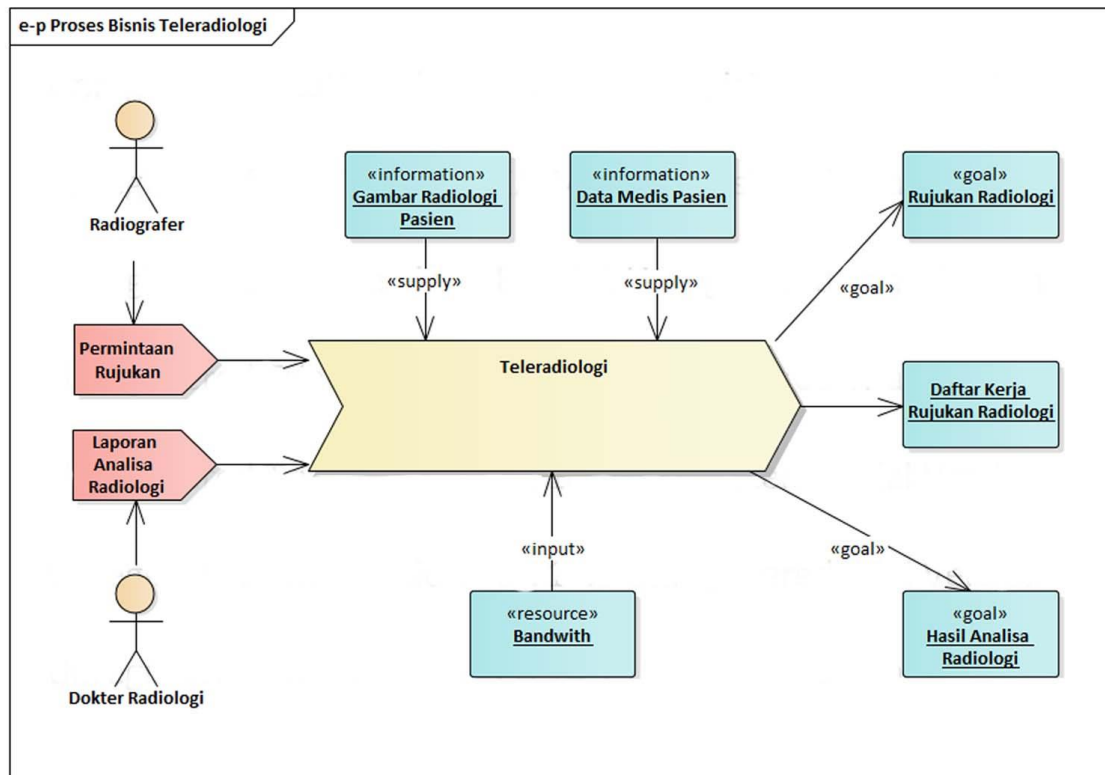 e-p Proses Bisnis Teleradiologi
Radiografer
«information»
Gambar Radiologi
Pasien
«information»
Data Medis Pasien
«goal»
Rujukan Radiologi
«supply»
«supply»
«goal»
Permintaan
Rujukan
Teleradiologi
Daftar Kerja
Rujukan Radiologi
Laporan
Analisa
Radiologi
«input»
«goal»
«resource»
Bandwith
«goal»
Hasil Analisa
Radiologi
Dokter Radiologi